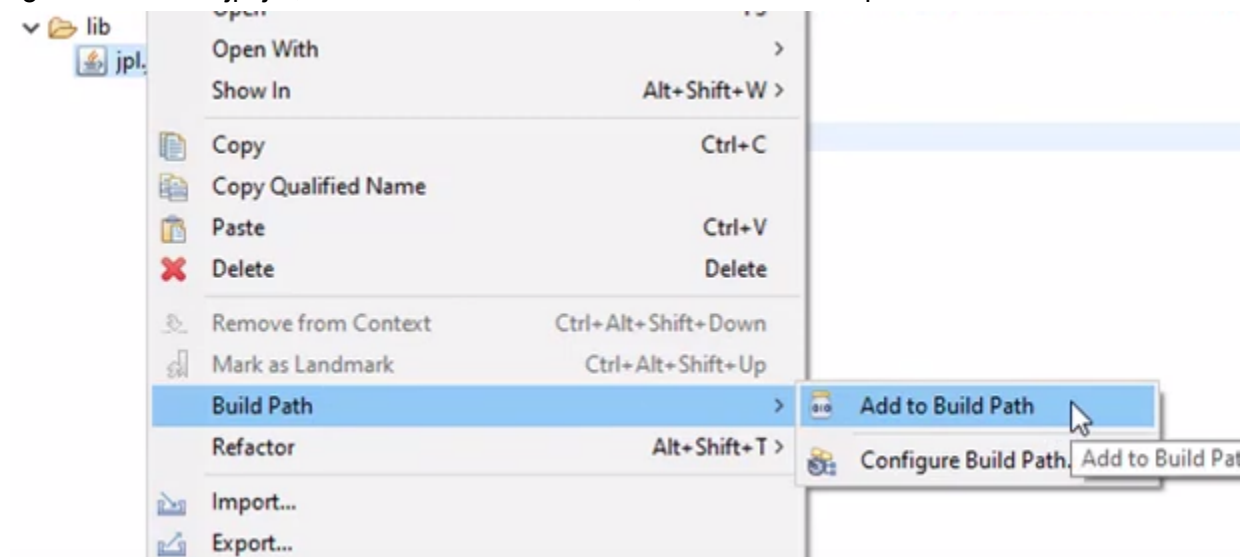 lib
jpl.
Open With >
Show In Alt+Shift+W >
Copy Ctrl+C
Copy Qualified Name
Paste Ctrl+V
Delete Delete
Remove from Context Ctrl+Alt+Shift+Down
Mark as Landmark Ctrl+Alt+Shift+Up
Build Path > Add to Build Path
Refactor Alt+Shift+T >
Configure Build Path. Add to Build Pat
Import...
Export...